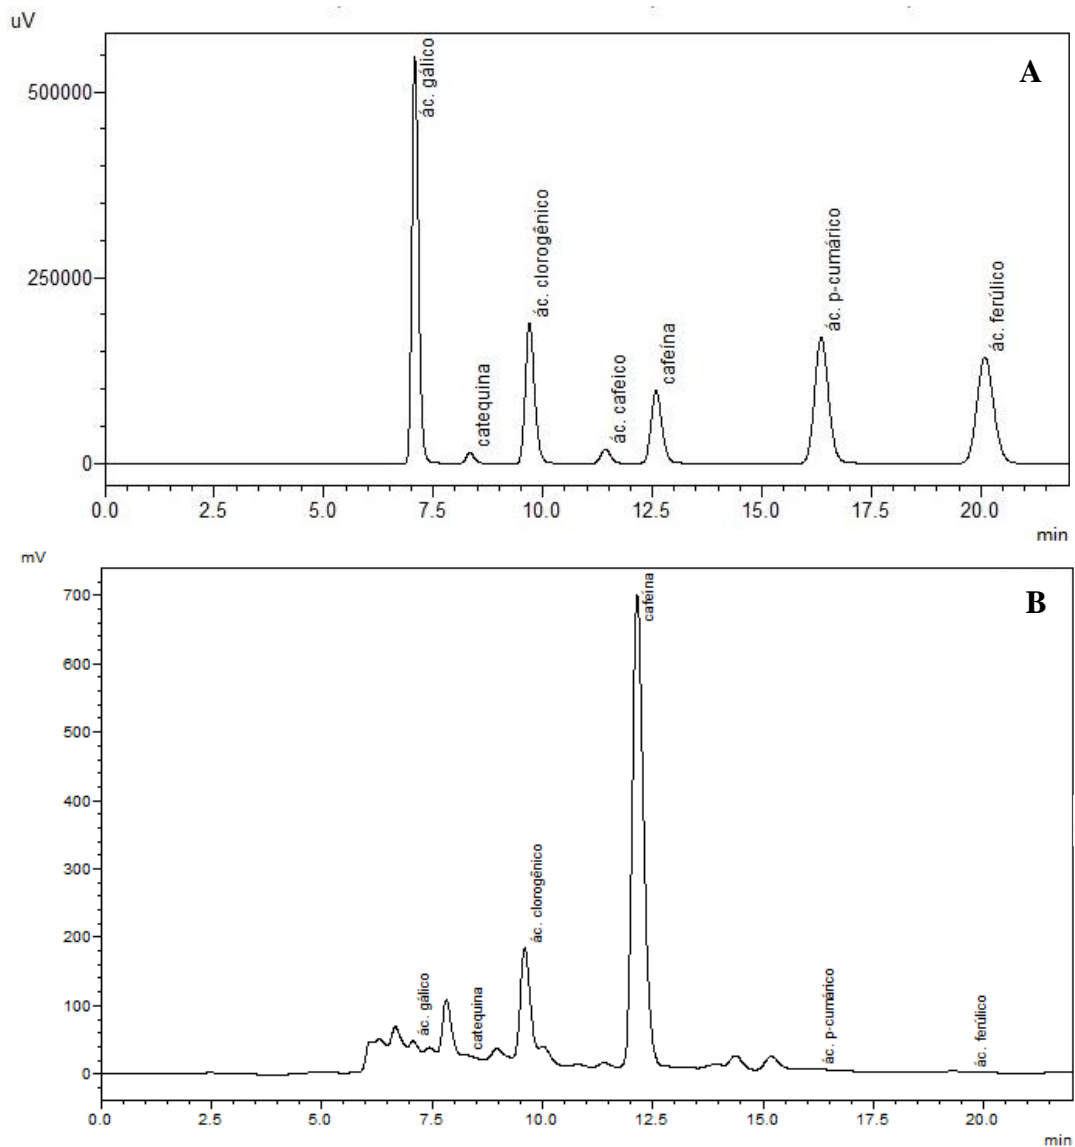 uV
A
500000
250000
0
ác. gálico
catequina
ác. clorogênico
ác. cafeico
cafeína
ác. p-cumárico
ác. ferúlico
0.0 2.5 5.0 7.5 10.0 12.5 15.0 17.5 20.0
min
mV
B
700
600
500
400
300
200
100
0
ác. gálico
catequina
ác. clorogênico
cafeína
ác. p-cumárico
ác. ferúlico
0.0 2.5 5.0 7.5 10.0 12.5 15.0 17.5 20.0
min